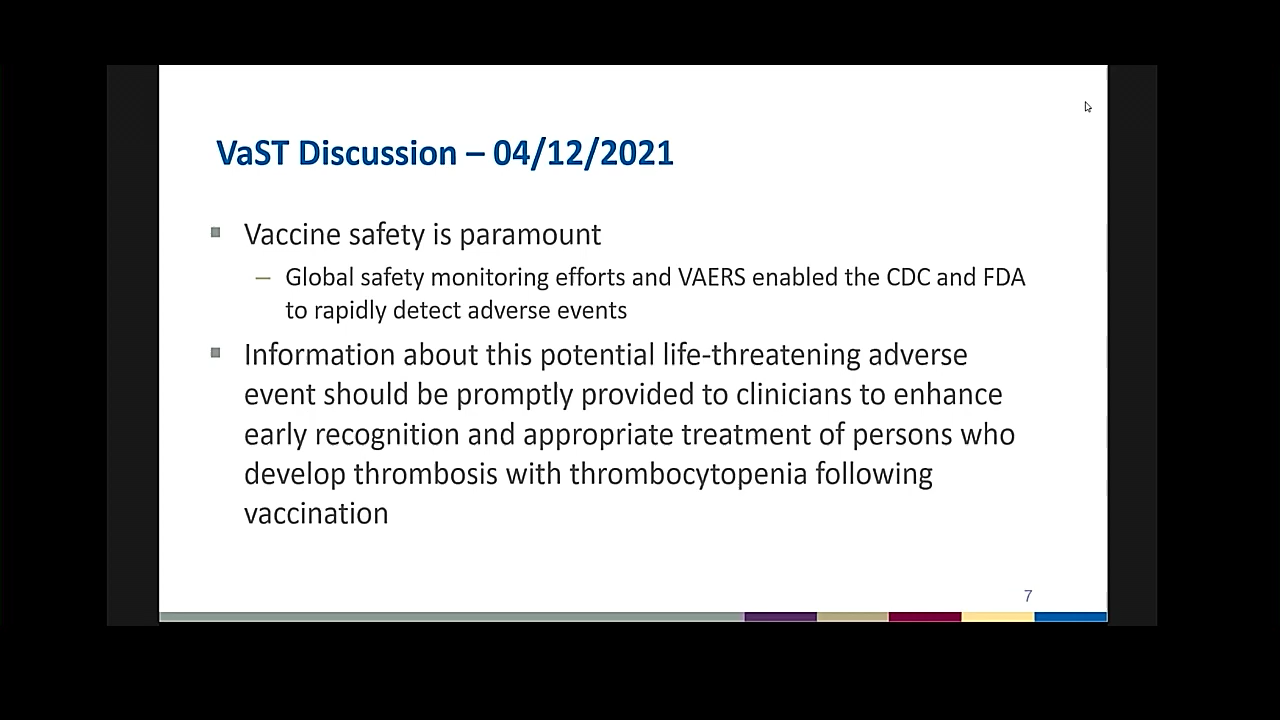 VaST Discussion – 04/12/2021
Vaccine safety is paramount
– Global safety monitoring efforts and VAERS enabled the CDC and FDA
to rapidly detect adverse events
Information about this potential life-threatening adverse
event should be promptly provided to clinicians to enhance
early recognition and appropriate treatment of persons who
develop thrombosis with thrombocytopenia following
vaccination
7